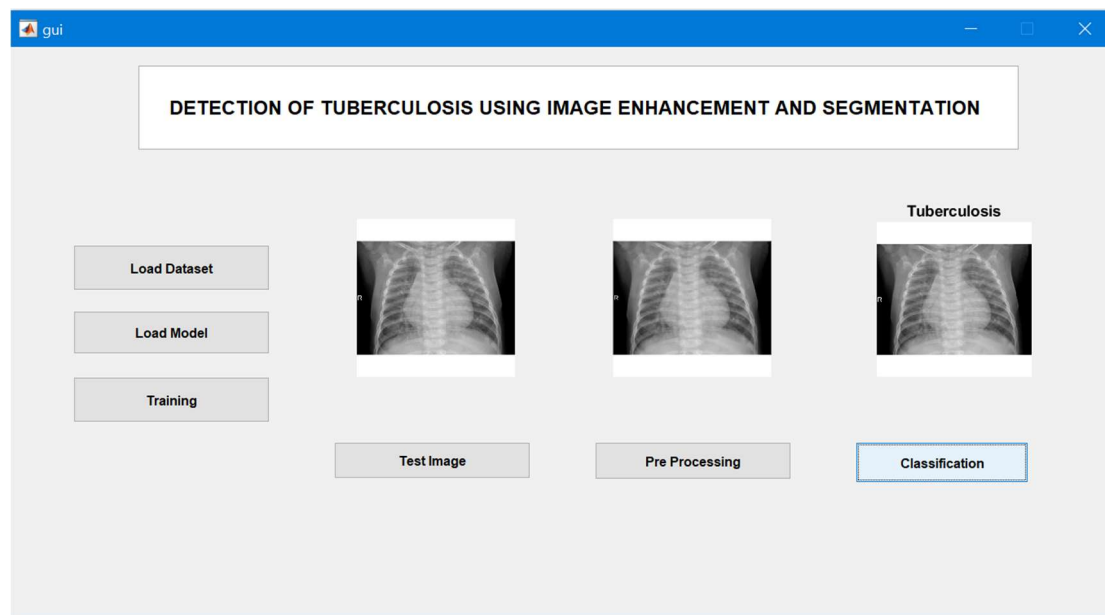 gui
DETECTION OF TUBERCULOSIS USING IMAGE ENHANCEMENT AND SEGMENTATION
Tuberculosis
Load Dataset
R
R
R
Load Model
Training
Test Image
Pre Processing
Classification